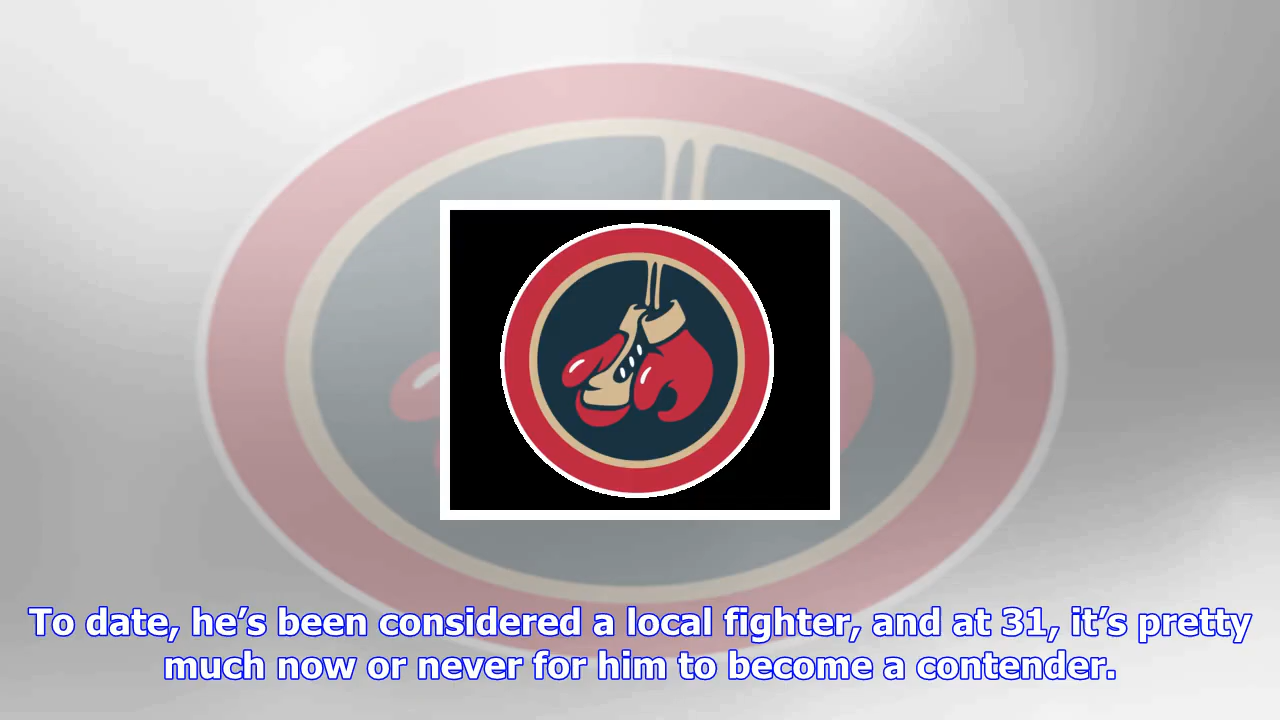 To date, he’s been considered a local fighter, and at 31, it’s pretty
much now or never for him to become a contender.